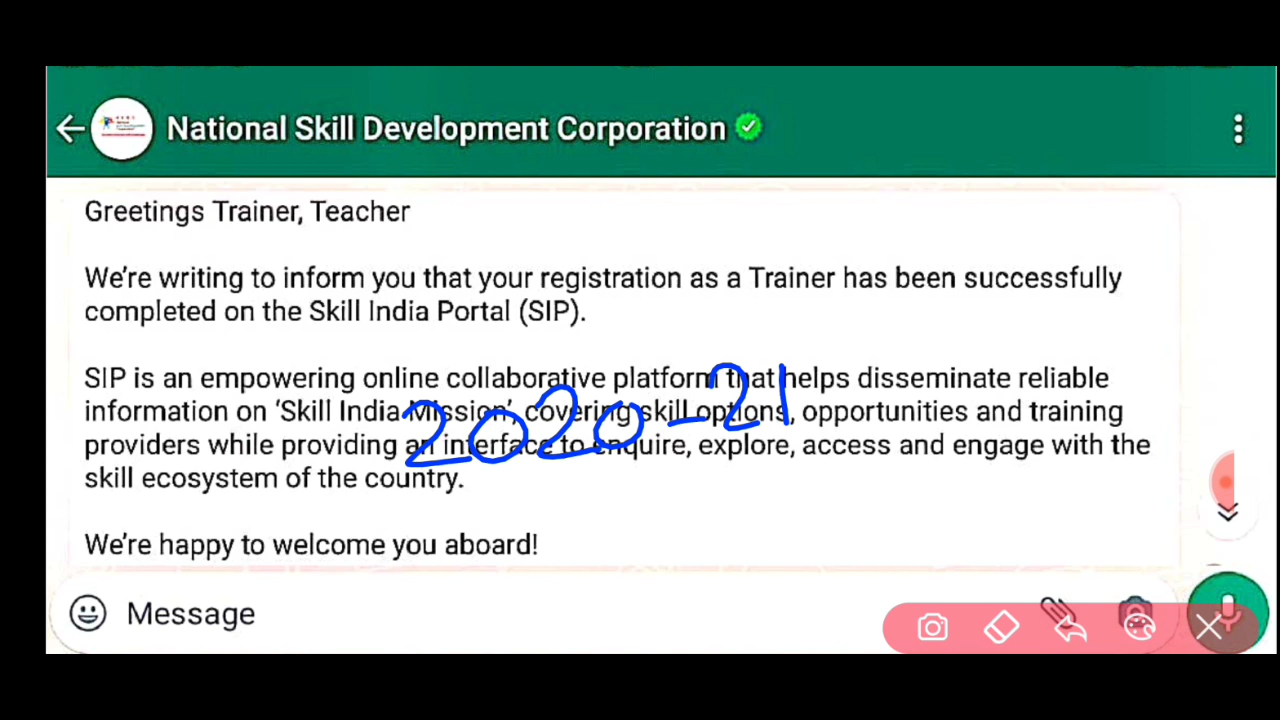 National Skill Development Corporation
Greetings Trainer, Teacher
We're writing to inform you that your registration as a Trainer has been successfully
completed on the Skill India Portal (SIP).
SIP is an empowering online collaborative platform that helps disseminate reliable
information on ‘Skill India Mission’, covering skill options, opportunities and training
providers while providing an interface to enquire, explore, access and engage with the
skill ecosystem of the country.
2020-21
We're happy to welcome you aboard!
Message